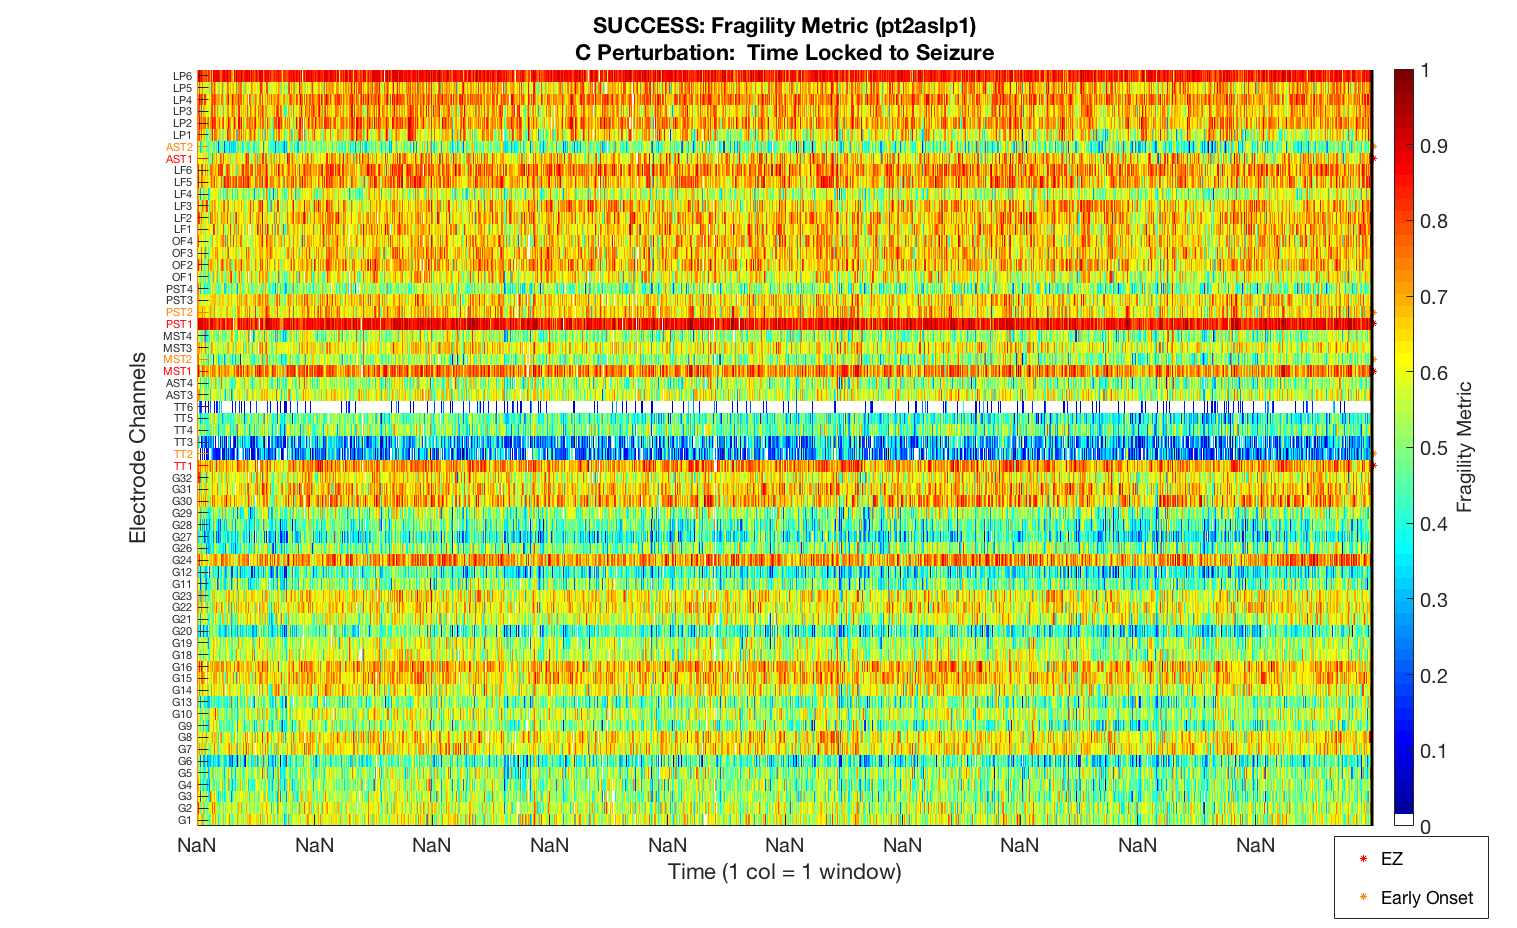 SUCCESS: Fragility Metric (pt2aslp1)
C Perturbation:  Time Locked to Seizure
Electrode Channels
LP6
LP5
LP4
LP3
LP2
LP1
AST2
AST1
LF6
LF5
LF4
LF3
LF2
LF1
OF4
OF3
OF2
OF1
PST4
PST3
PST2
PST1
MST4
MST3
MST2
MST1
AST4
AST3
TT6
TT5
TT4
TT3
TT2
TT1
G32
G31
G30
G29
G28
G27
G26
G24
G12
G11
G23
G22
G21
G20
G19
G18
G16
G15
G14
G13
G10
G9
G8
G7
G6
G5
G4
G3
G2
G1
NaN NaN NaN NaN NaN NaN NaN NaN NaN NaN
Time (1 col = 1 window)
1
0.9
0.8
0.7
0.6
0.5
0.4
0.3
0.2
0.1
0
Fragility Metric
EZ
Early Onset